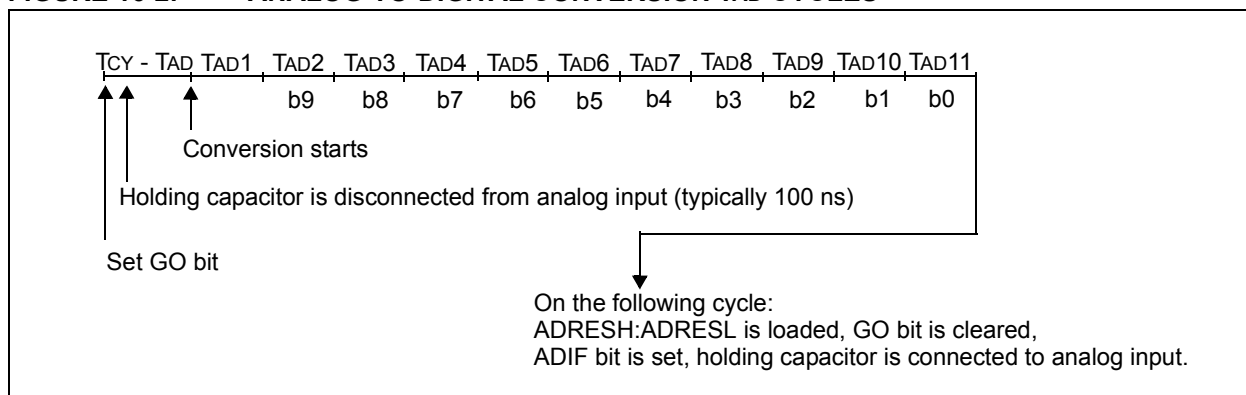 TCY - TAD TAD1 TAD2 TAD3 TAD4 TAD5 TAD6 TAD7 TAD8 TAD9 TAD10 TAD11
b9 b8 b7 b6 b5 b4 b3 b2 b1 b0
Conversion starts
Holding capacitor is disconnected from analog input (typically 100 ns)
Set GO bit
On the following cycle:
ADRESH:ADRESL is loaded, GO bit is cleared,
ADIF bit is set, holding capacitor is connected to analog input.